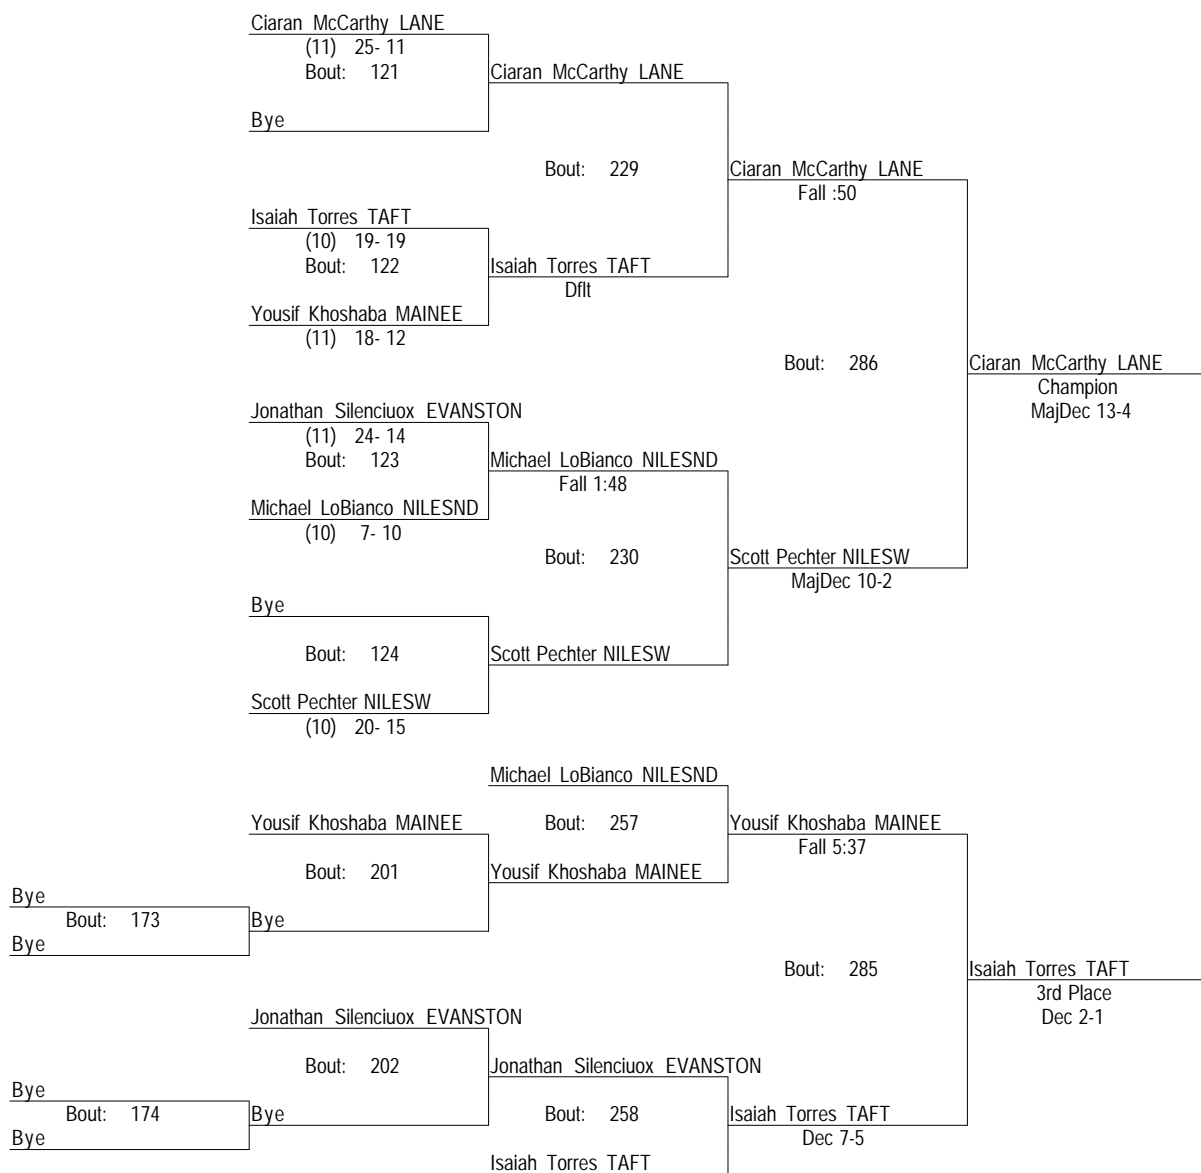 Ciaran McCarthy LANE
(11) 25- 11
Bout: 121
Ciaran McCarthy LANE
Bye
Bout: 229
Ciaran McCarthy LANE
Fall :50
Isaiah Torres TAFT
(10) 19- 19
Bout: 122
Isaiah Torres TAFT
Dflt
Yousif Khoshaba MAINEE
(11) 18- 12
Bout: 286
Ciaran McCarthy LANE
Champion
MajDec 13-4
Jonathan Silenciuox EVANSTON
(11) 24- 14
Bout: 123
Michael LoBianco NILESND
Fall 1:48
Michael LoBianco NILESND
(10) 7- 10
Bout: 230
Scott Pechter NILESW
MajDec 10-2
Bye
Bout: 124
Scott Pechter NILESW
Scott Pechter NILESW
(10) 20- 15
Michael LoBianco NILESND
Yousif Khoshaba MAINEE
Bout: 257
Yousif Khoshaba MAINEE
Fall 5:37
Bout: 201
Yousif Khoshaba MAINEE
Bye
Bout: 173
Bye
Bye
Bout: 285
Isaiah Torres TAFT
3rd Place
Dec 2-1
Jonathan Silenciuox EVANSTON
Bout: 202
Jonathan Silenciuox EVANSTON
Bye
Bout: 174
Bye
Bye
Bout: 258
Isaiah Torres TAFT
Dec 7-5
Isaiah Torres TAFT